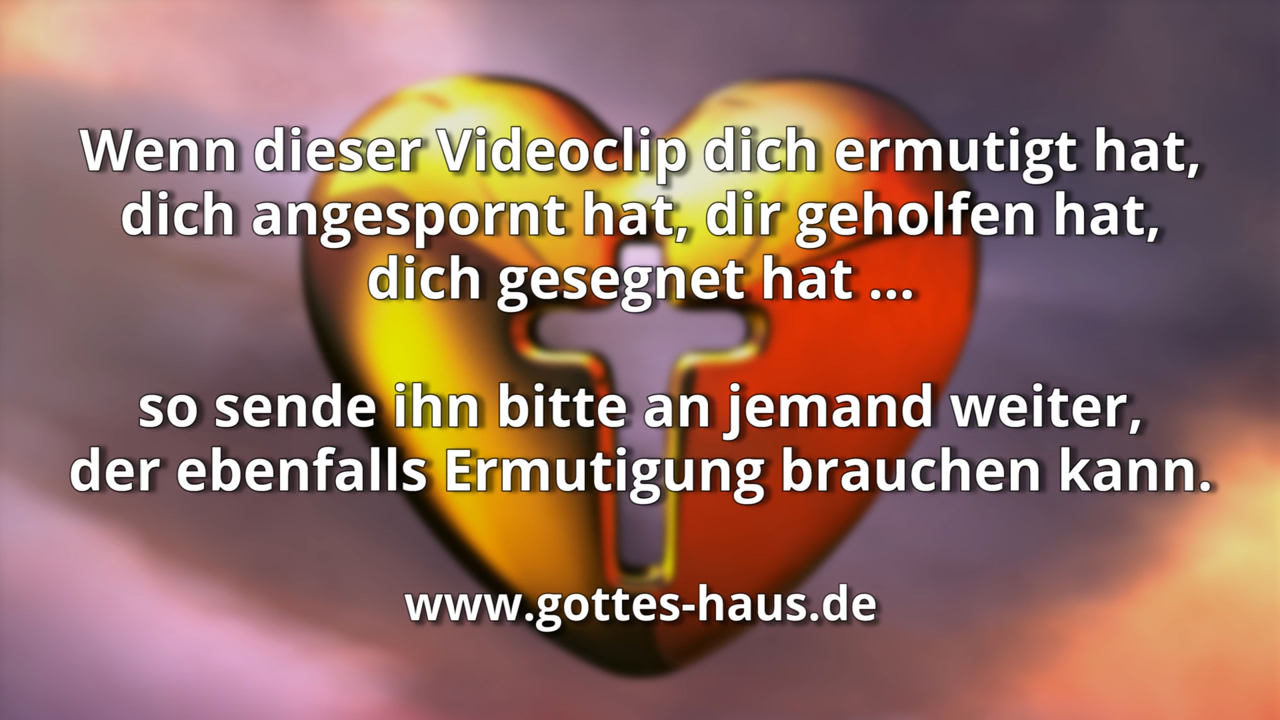 Wenn dieser Videoclip dich ermutigt hat,
dich angespornt hat, dir geholfen hat,
dich gesegnet hat ...
so sende ihn bitte an jemand weiter,
der ebenfalls Ermutigung brauchen kann.
www.gottes-haus.de